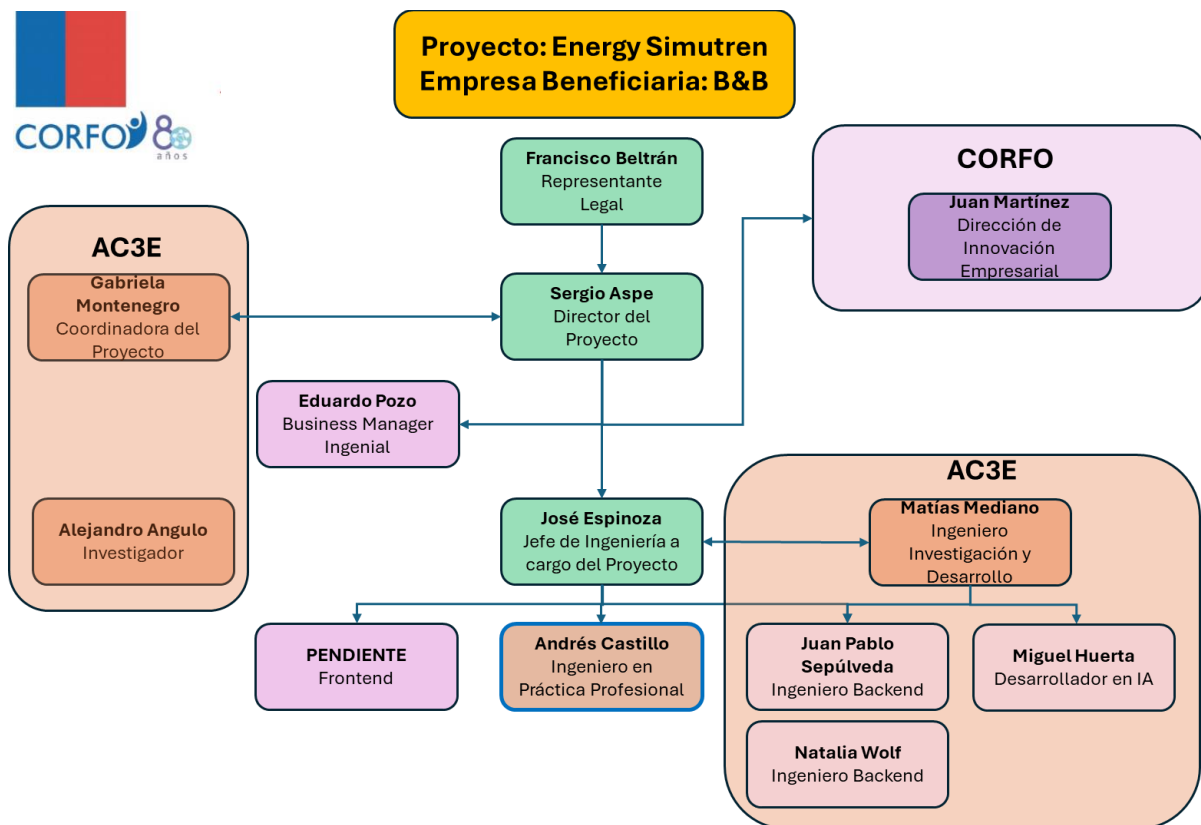 CORFO 80
años
Proyecto: Energy Simutren
Empresa Beneficiaria: B&B
Francisco Beltrán
Representante
Legal
CORFO
Juan Martínez
Dirección de
Innovación
Empresarial
AC3E
Gabriela
Montenegro
Coordinadora del
Proyecto
Sergio Aspe
Director del
Proyecto
Eduardo Pozo
Business Manager
Ingenial
Alejandro Angulo
Investigador
José Espinoza
Jefe de Ingeniería a
cargo del Proyecto
AC3E
Matías Mediano
Ingeniero
Investigación y
Desarrollo
PENDIENTE
Frontend
Andrés Castillo
Ingeniero en
Práctica Profesional
Juan Pablo
Sepúlveda
Ingeniero Backend
Miguel Huerta
Desarrollador en IA
Natalia Wolf
Ingeniero Backend